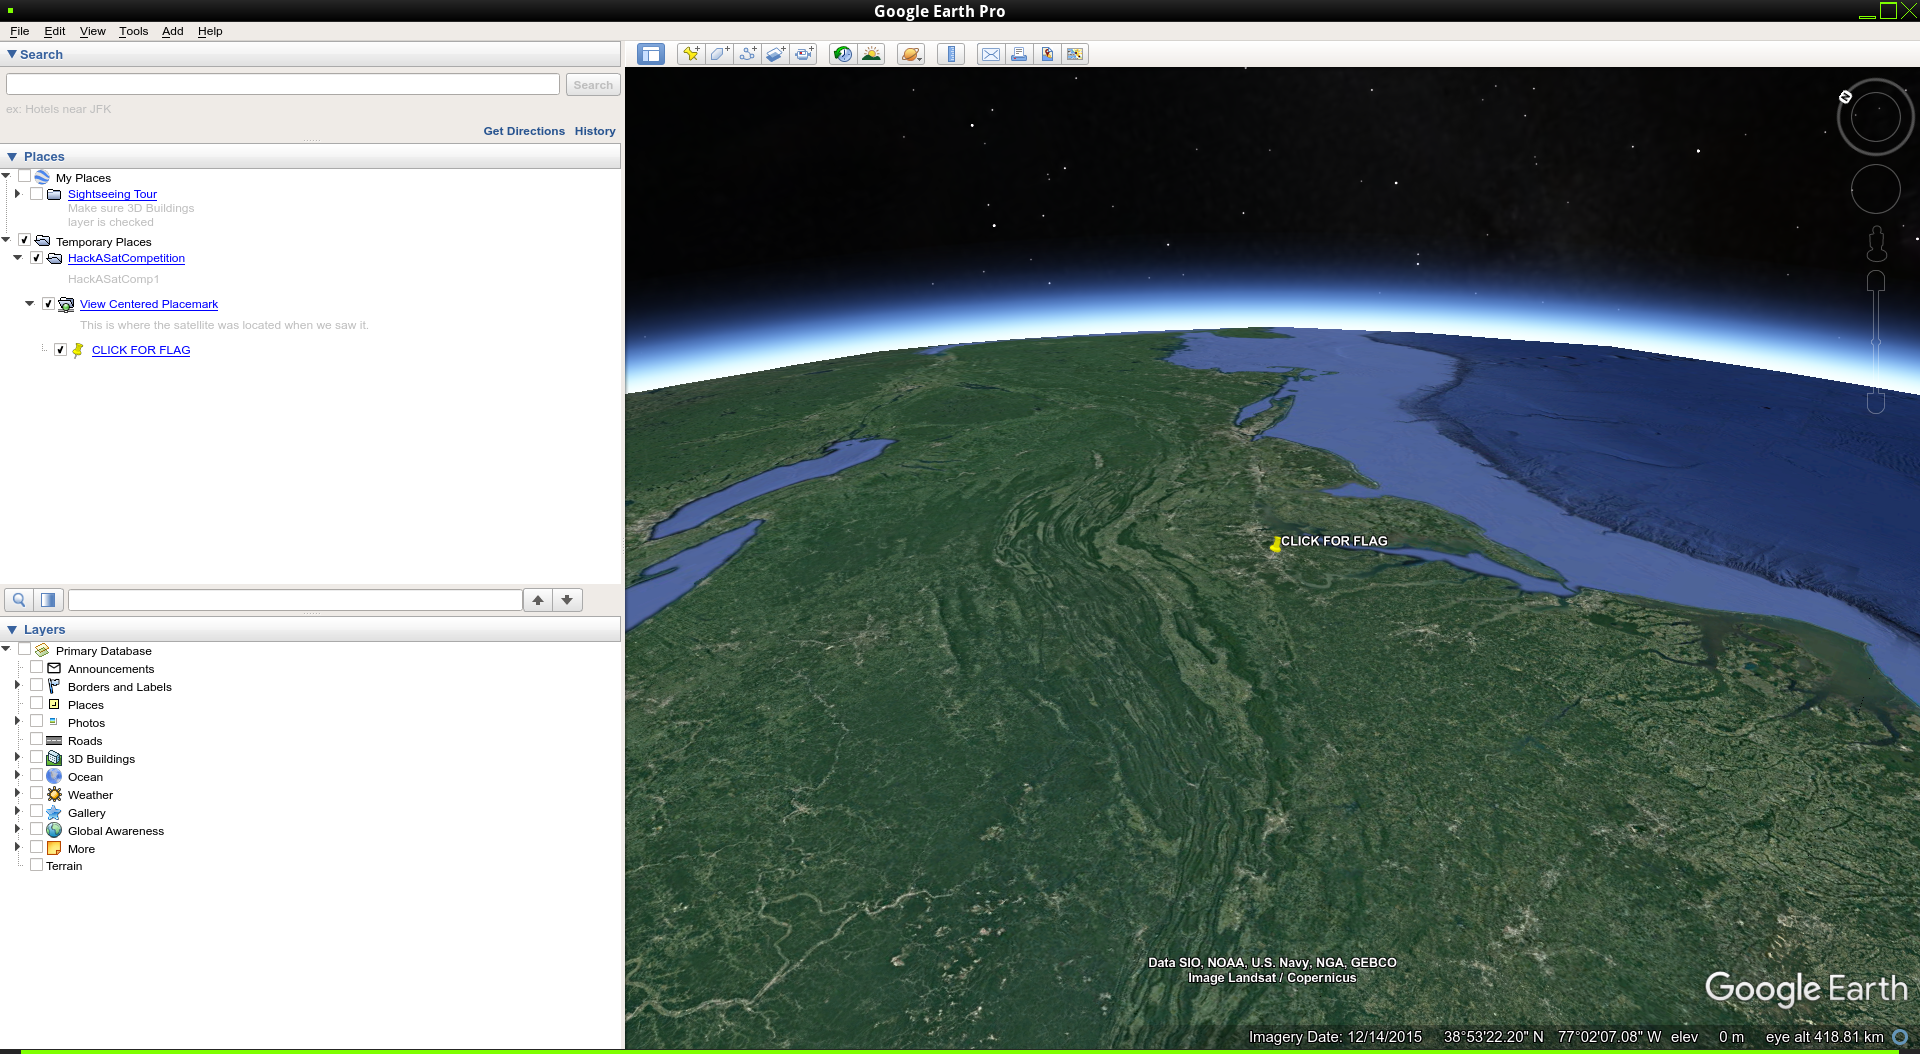 Google Earth Pro
File Edit View Tools Add Help
Search
Search
ex: Hotels near JFK
Get Directions History
Places
My Places
Sightseeing Tour
Make sure 3D Buildings
layer is checked
Temporary Places
HackASatCompetition
HackASatComp1
View Centered Placemark
This is where the satellite was located when we saw it.
CLICK FOR FLAG
Layers
Primary Database
Announcements
Borders and Labels
Places
Photos
Roads
3D Buildings
Ocean
Weather
Gallery
Global Awareness
More
Terrain
N
CLICK FOR FLAG
Data SIO, NOAA, U.S. Navy, NGA, GEBCO
Image Landsat / Copernicus
Google Earth
Imagery Date: 12/14/2015 38°53'22.20" N 77°02'07.08" W elev 0 m eye alt 418.81 km